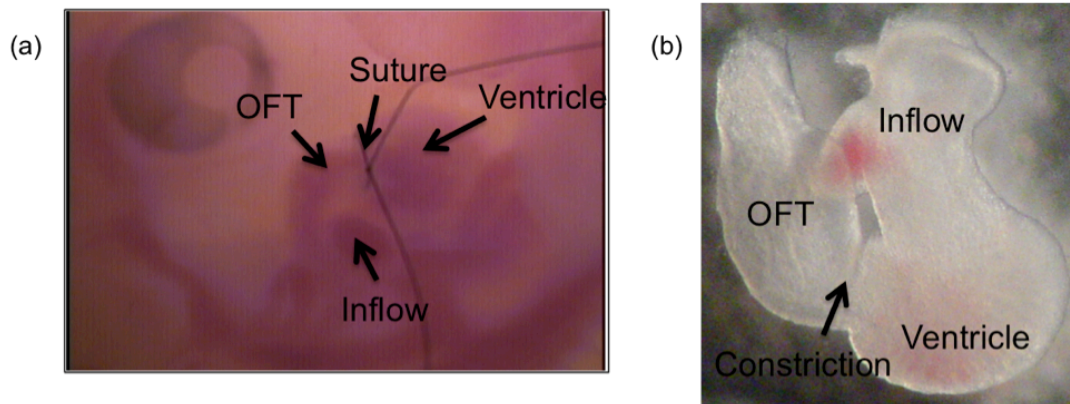 (a)
Suture
OFT
Ventricle
Inflow
(b)
Inflow
OFT
Constriction
Ventricle